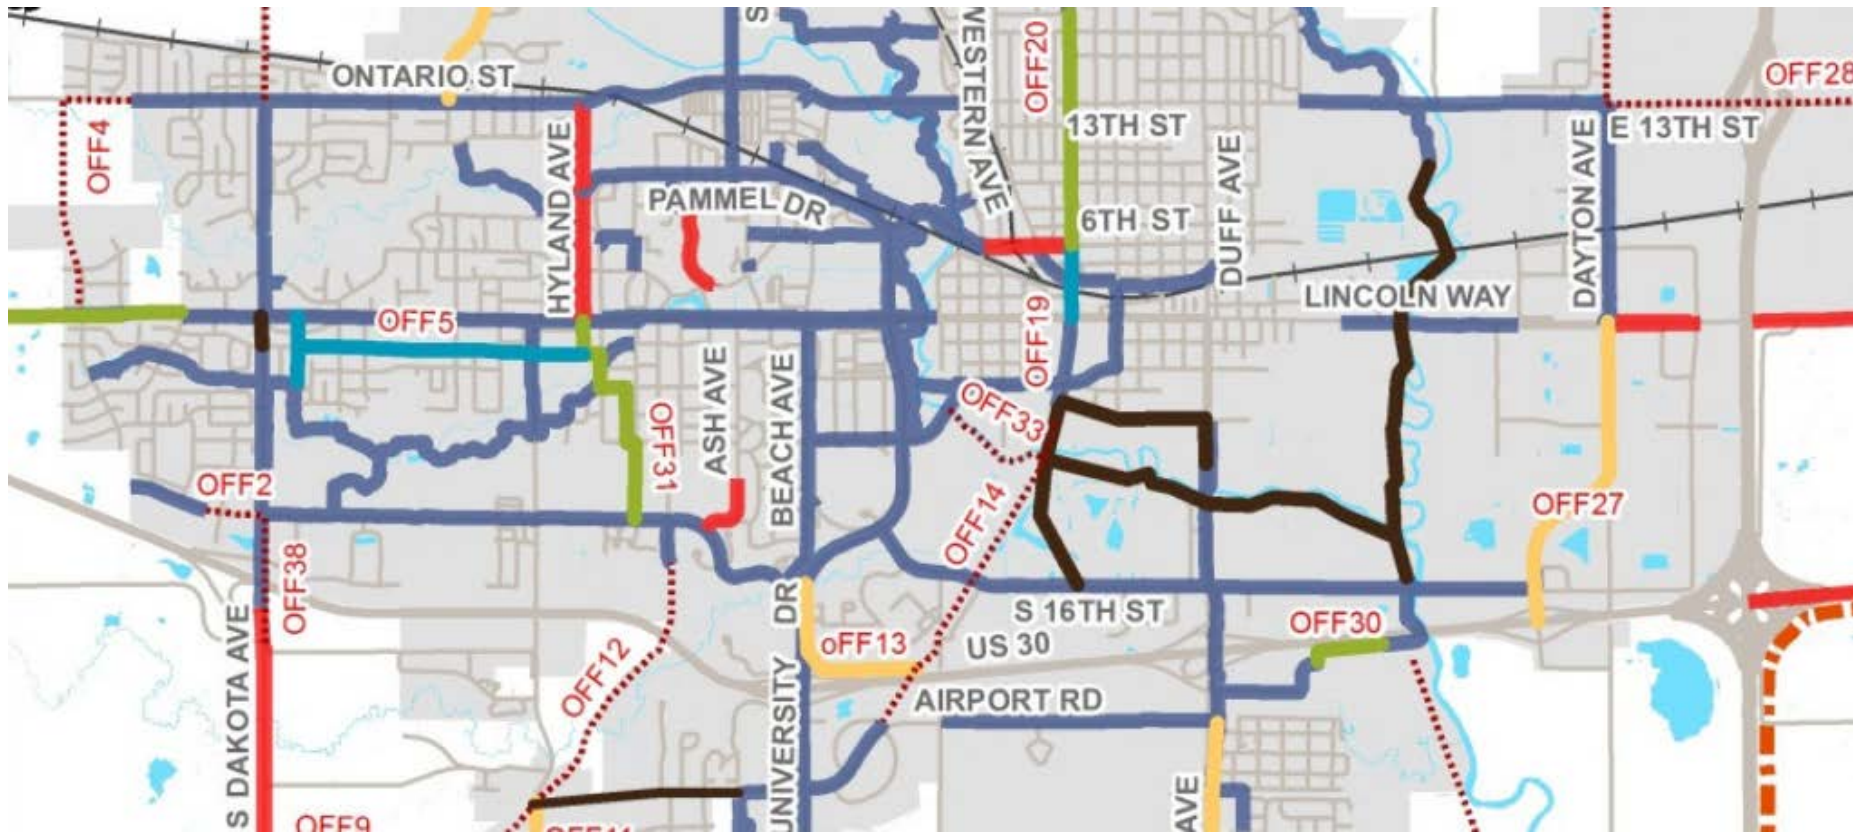 S
WESTERN AVE
OFF20
OFF28
ONTARIO ST
OFF4
HYLAND AVE
13TH ST
DUFF AVE
DAYTON AVE
E 13TH ST
PAMMEL DR
6TH ST
LINCOLN WAY
OFF5
OFF19
ASH AVE
BEACH AVE
OFF33
OFF31
OFF2
OFF14
OFF27
OFF38
S DAKOTA AVE
UNIVERSITY DR
S 16TH ST
OFF30
oFF13
US 30
OFF12
AIRPORT RD
AVE
OFF9